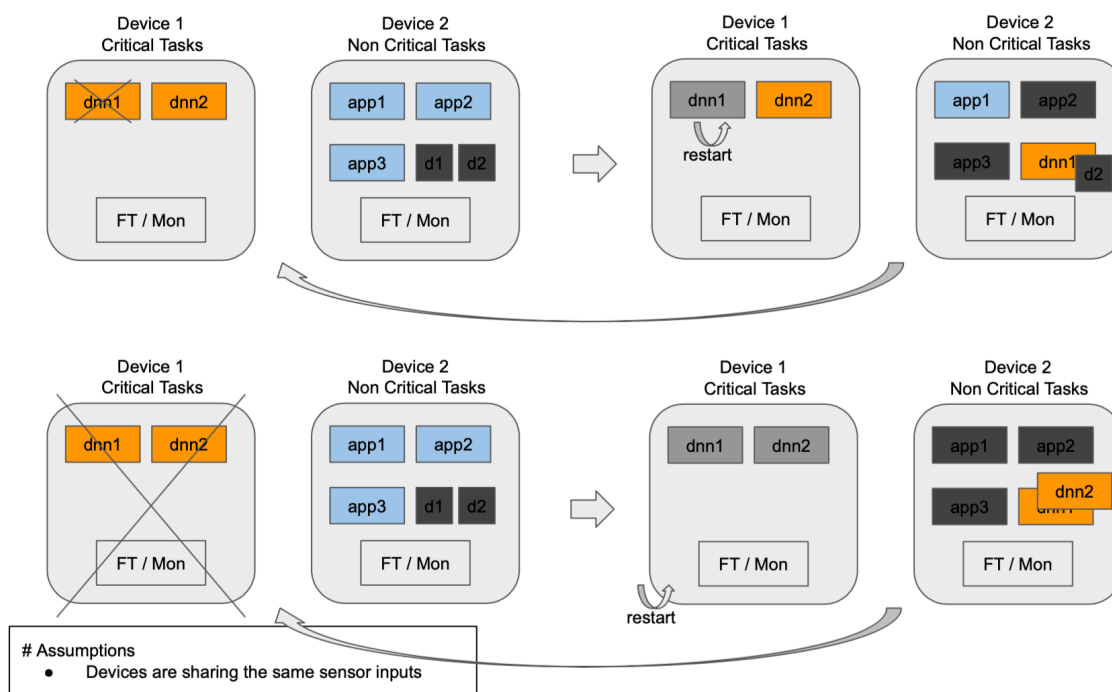 Device 1
Critical Tasks
Device 2
Non Critical Tasks
Device 1
Critical Tasks
Device 2
Non Critical Tasks
dnn1
dnn2
app1
app2
app3
d1
d2
FT / Mon
FT / Mon
dnn1
dnn2
restart
app1
app2
app3
dnn1
d2
FT / Mon
FT / Mon
Device 1
Critical Tasks
Device 2
Non Critical Tasks
Device 1
Critical Tasks
Device 2
Non Critical Tasks
dnn1
dnn2
app1
app2
app3
d1
d2
FT / Mon
FT / Mon
dnn1
dnn2
app1
app2
app3
dnn2
dnn1
FT / Mon
FT / Mon
restart
# Assumptions
● Devices are sharing the same sensor inputs